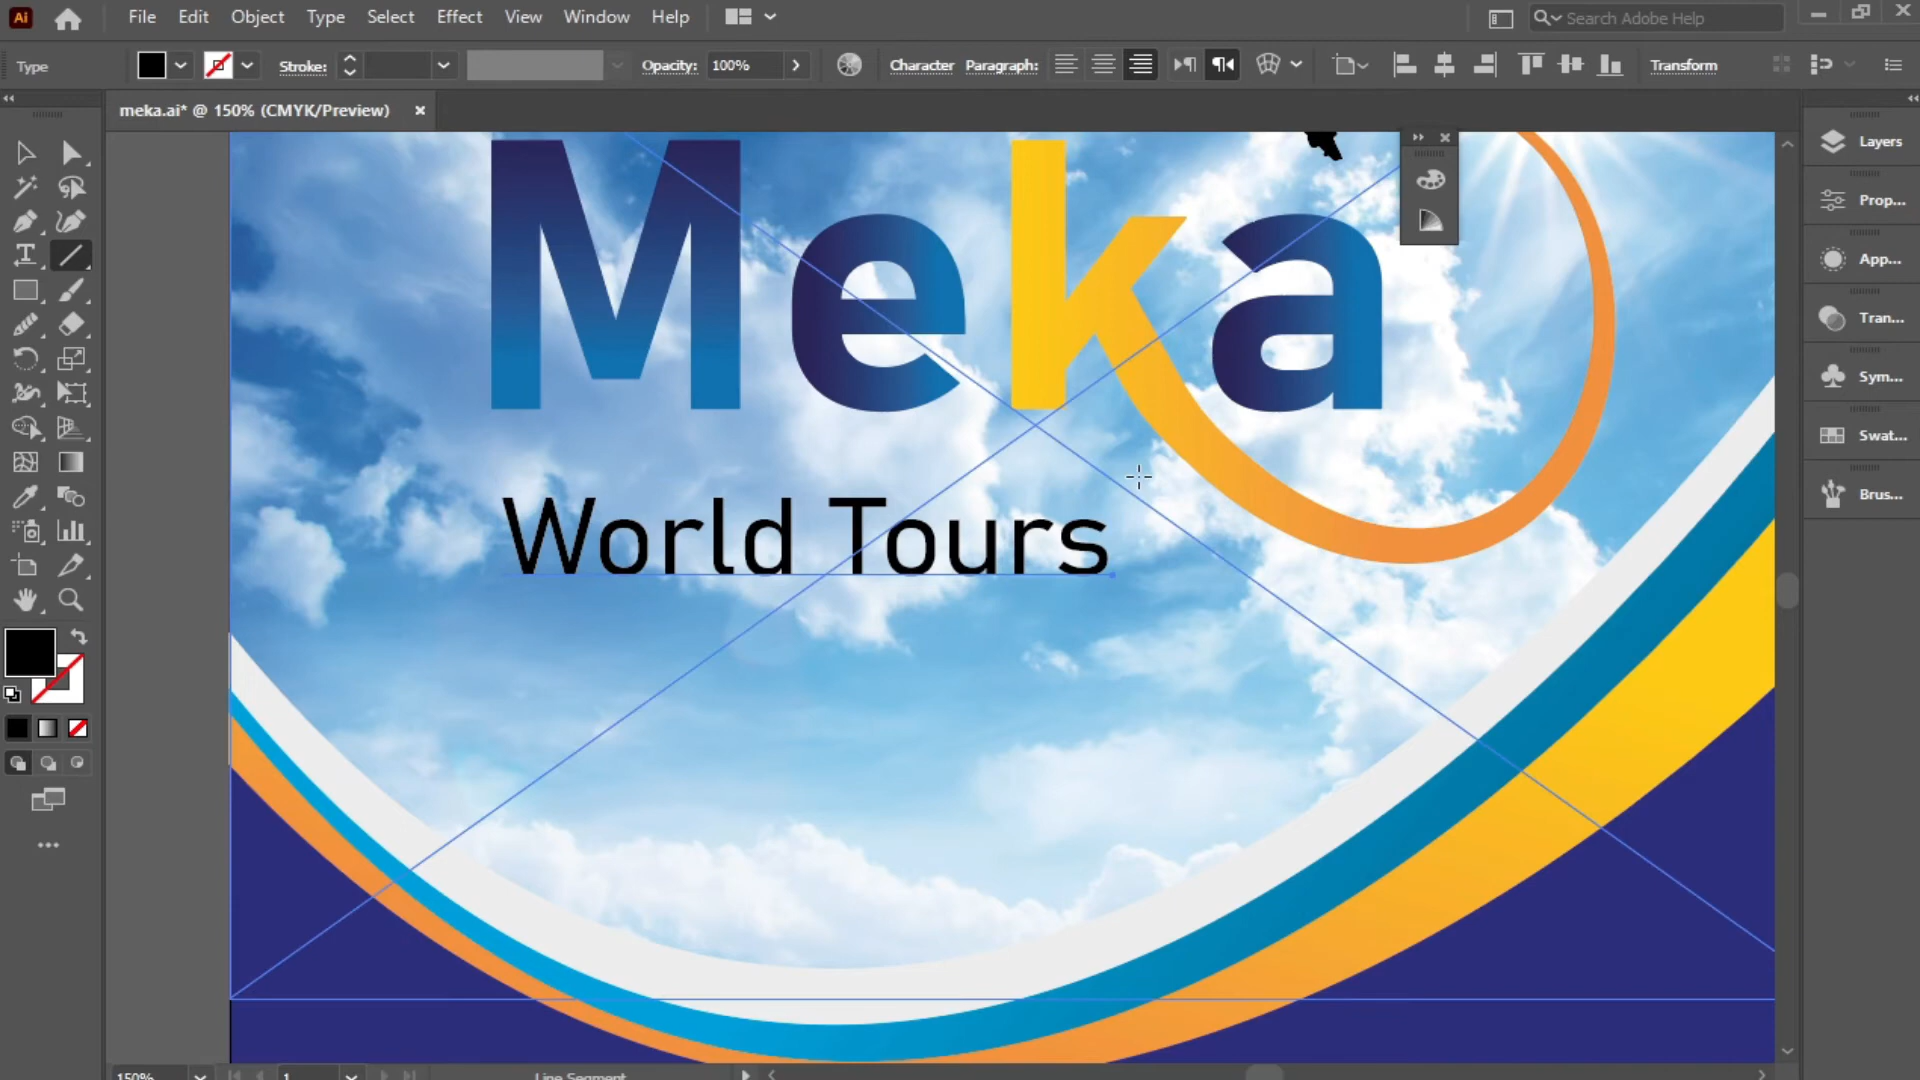 Ai File Edit Object Type Select Effect View Window Help Search Adobe Help
Type Stroke: Opacity: 100% Character Paragraph: Transform
meka.ai* @ 150% (CMYK/Preview)
Layers
Prop...
App...
Tran...
Sym...
Swat...
Brus...
Meka
World Tours
150% 1 Line Segment